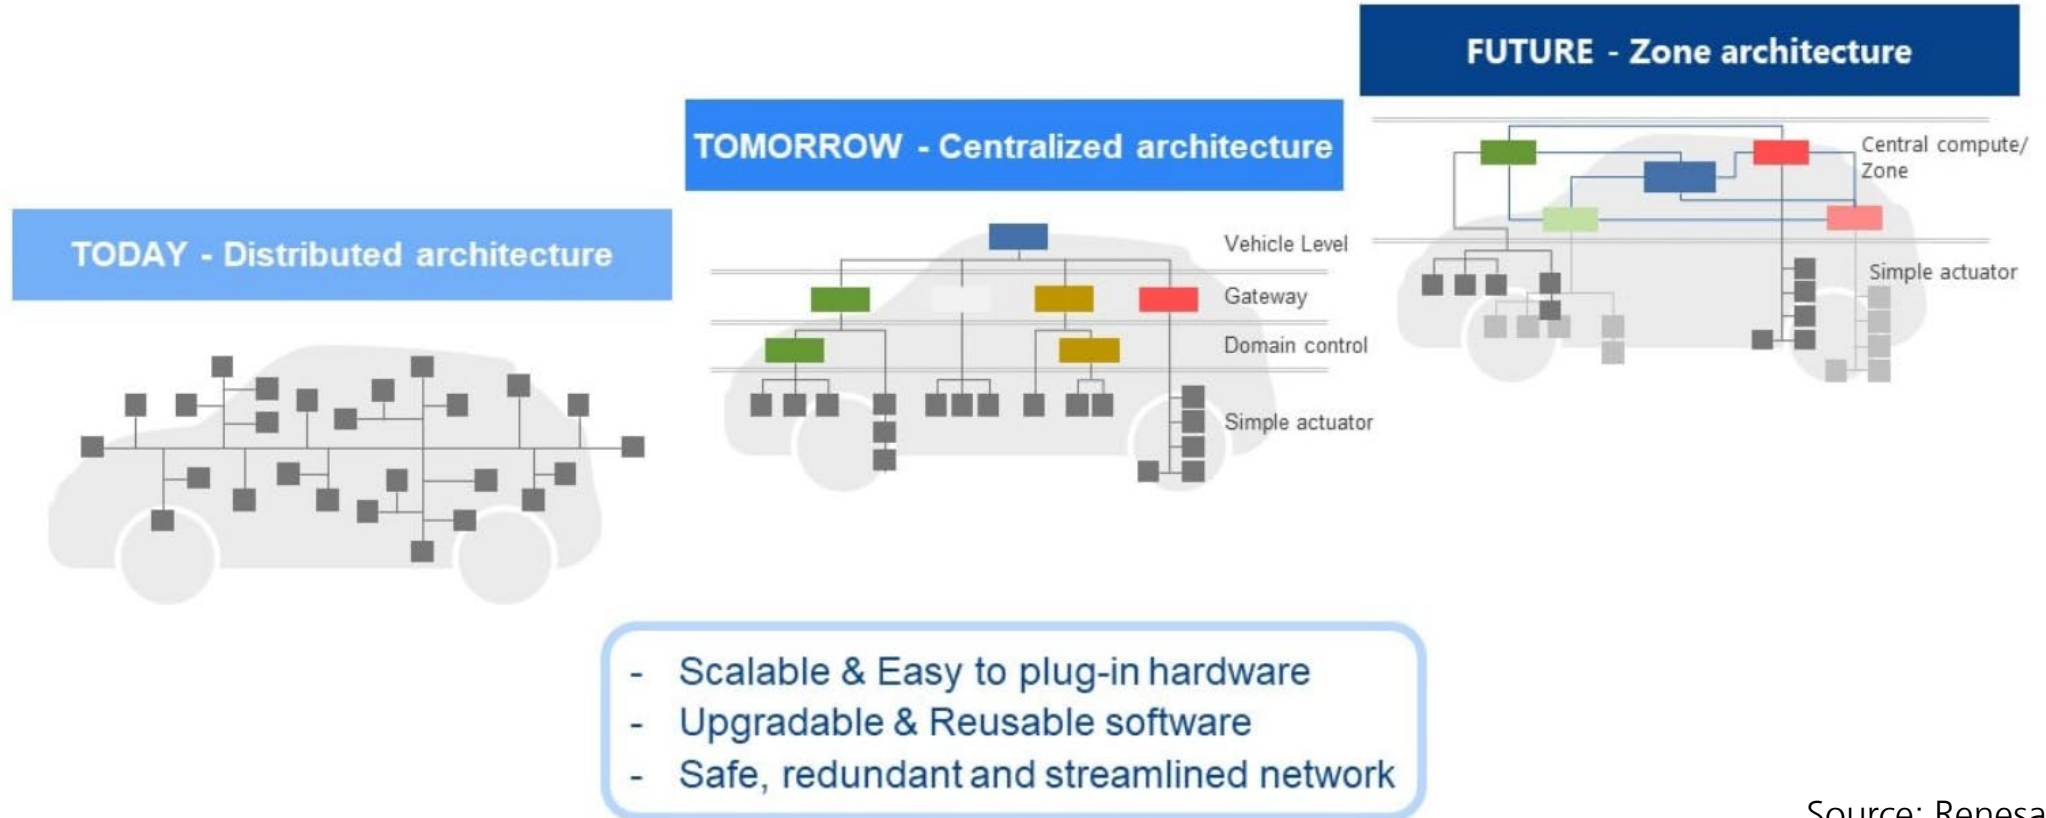 FUTURE - Zone architecture
TOMORROW - Centralized architecture
TODAY - Distributed architecture
Central compute/
Zone
Simple actuator
Vehicle Level
Gateway
Domain control
Simple actuator
- Scalable & Easy to plug-in hardware
- Upgradable & Reusable software
- Safe, redundant and streamlined network
Source: